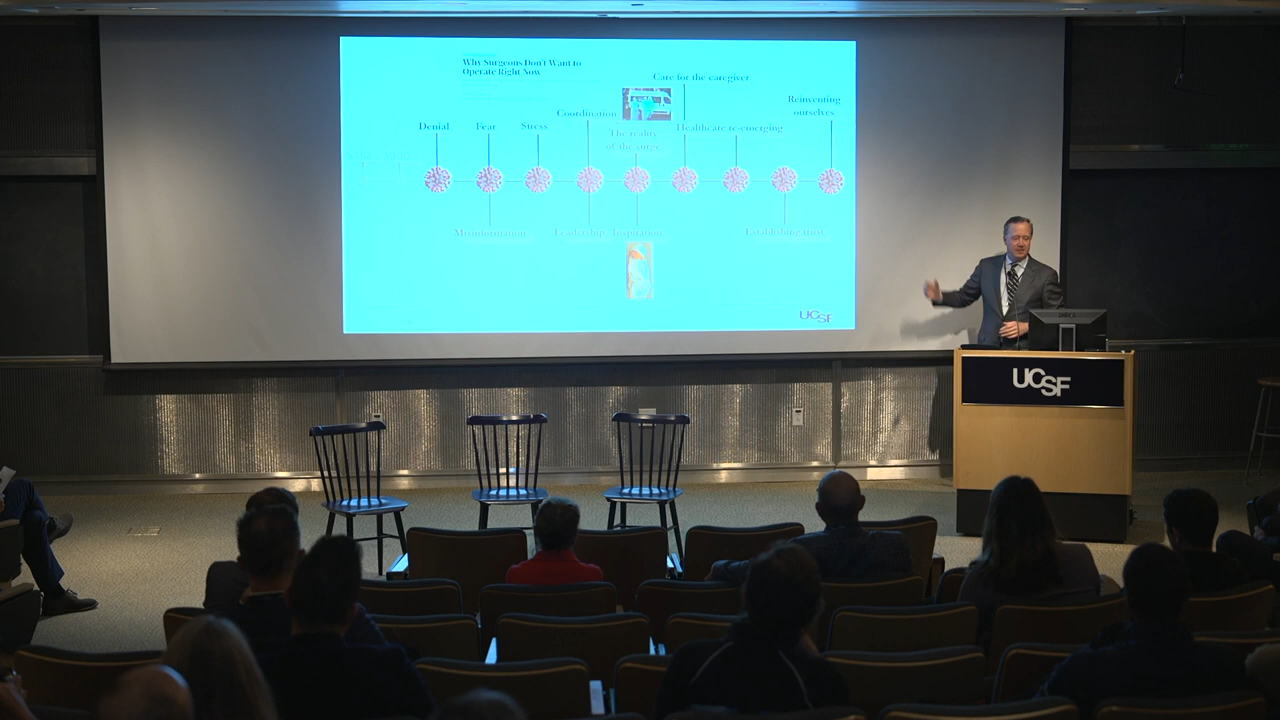 Why Surgeons Don't Want to
Operate Right Now
Care for the caregiver
Reinventing
ourselves
Coordination
Denial
Fear
Stress
The reality
of the surge
Healthcare re-emerging
Misinformation
Leadership
Inspiration
Establishing trust
UCSF
DELL
UCSF